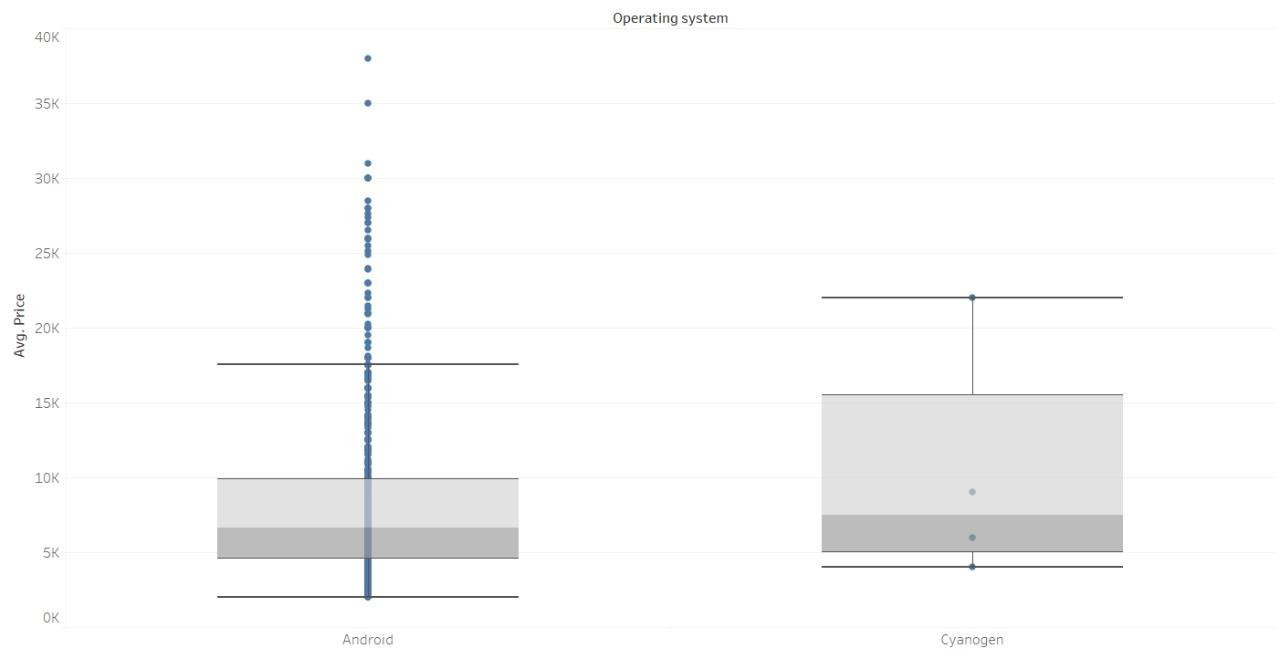 Operating system
40K
35K
30K
25K
20K
15K
10K
5K
0K
Avg. Price
Android
Cyanogen